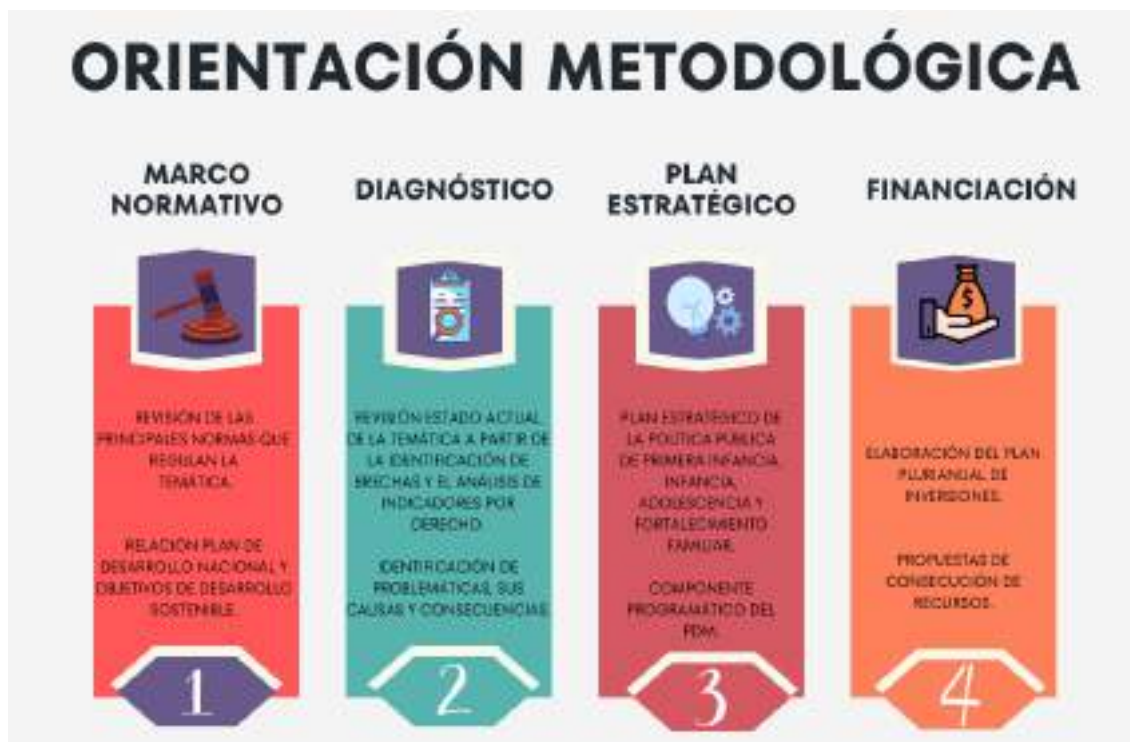 ORIENTACIÓN METODOLÓGICA
MARCO
NORMATIVO
REVISIÓN DE LAS
PRINCIPALES NORMAS QUE
REGULAN LA
TEMÁTICA.
RELACIÓN PLAN DE
DESARROLLO NACIONAL Y
OBJETIVOS DE DESARROLLO
SOSTENIBLE.
1
DIAGNÓSTICO
REVISIÓN ESTADO ACTUAL
DE LA TEMÁTICA A PARTIR DE
LA IDENTIFICACIÓN DE
BRECHAS Y EL ANÁLISIS DE
INDICADORES POR
DERECHO
IDENTIFICACIÓN DE
PROBLEMÁTICAS, SUS
CAUSAS Y CONSECUENCIAS.
2
PLAN
ESTRATÉGICO
PLAN ESTRATÉGICO DE
LA POLÍTICA PÚBLICA
DE PRIMERA INFANCIA,
INFANCIA,
ADOLESCENCIA Y
FORTALECIMIENTO
FAMILIAR.
COMPONENTE
PROGRAMÁTICO DEL
PDM.
3
FINANCIACIÓN
$
ELABORACIÓN DEL PLAN
PLURIANUAL DE
INVERSIONES.
PROPUESTAS DE
CONSECUCIÓN DE
RECURSOS.
4